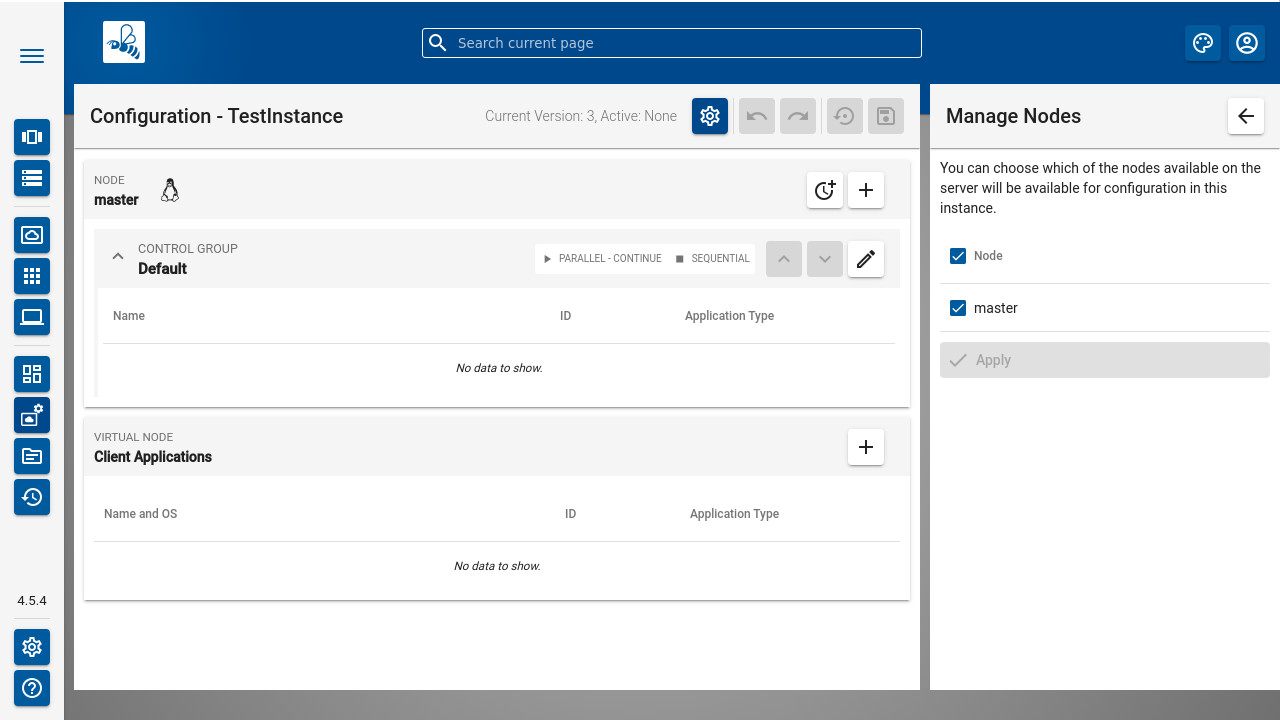 Search current page
Configuration - TestInstance
Current Version: 3, Active: None
Manage Nodes
You can choose which of the nodes available on the
server will be available for configuration in this
instance.
Node
master
Apply
NODE
master
CONTROL GROUP
Default
PARALLEL - CONTINUE
SEQUENTIAL
Name
ID
Application Type
No data to show.
VIRTUAL NODE
Client Applications
Name and OS
ID
Application Type
No data to show.
4.5.4